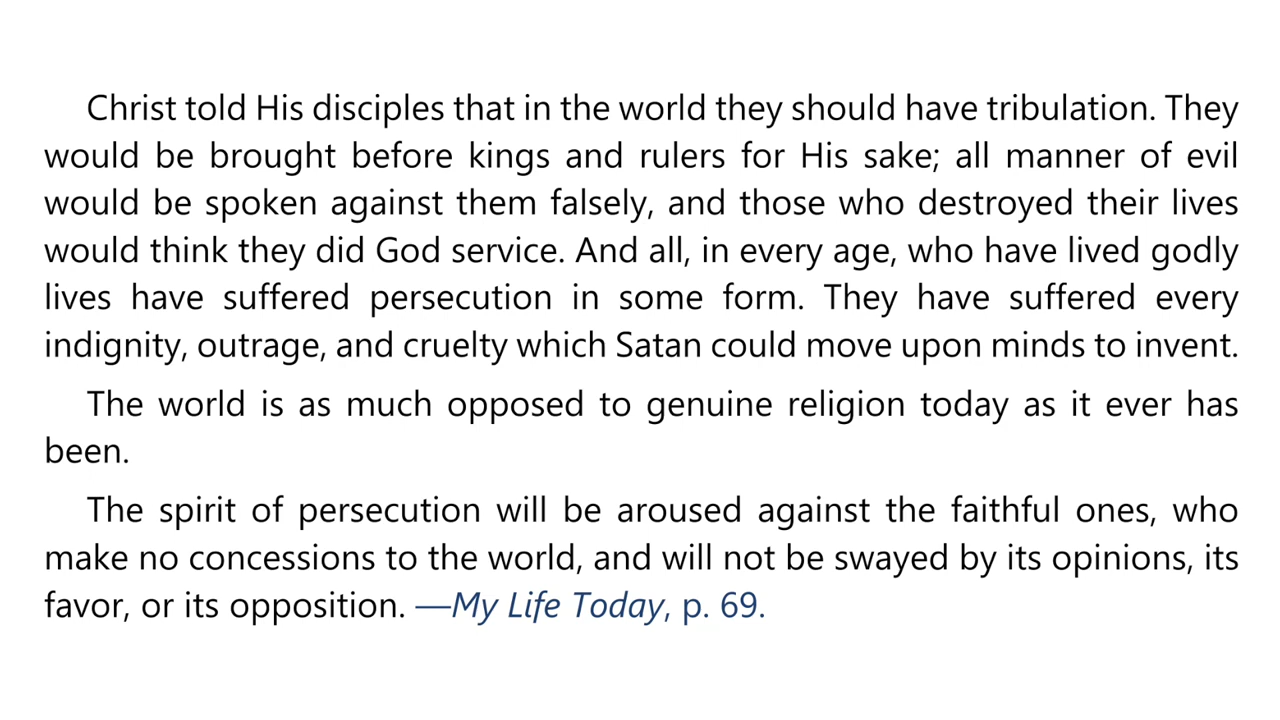 Christ told His disciples that in the world they should have tribulation. They
would be brought before kings and rulers for His sake; all manner of evil
would be spoken against them falsely, and those who destroyed their lives
would think they did God service. And all, in every age, who have lived godly
lives have suffered persecution in some form. They have suffered every
indignity, outrage, and cruelty which Satan could move upon minds to invent.
The world is as much opposed to genuine religion today as it ever has
been.
The spirit of persecution will be aroused against the faithful ones, who
make no concessions to the world, and will not be swayed by its opinions, its
favor, or its opposition. —My Life Today, p. 69.